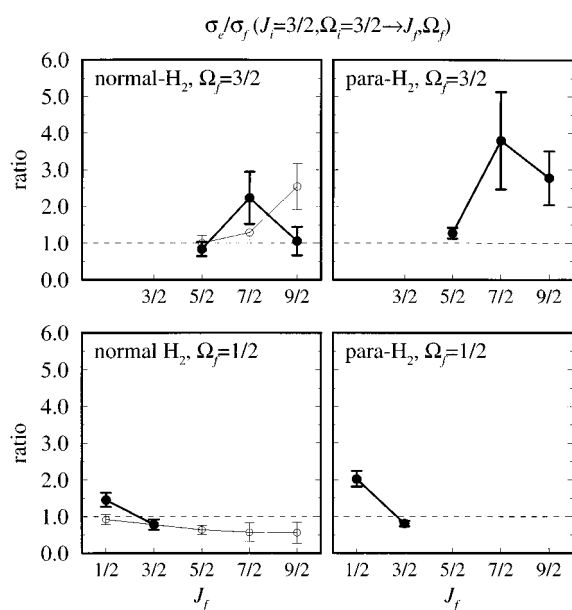 σe/σf (Ji=3/2,Ωi=3/2→Jf,Ωf)
normal-H2, Ωf=3/2
para-H2, Ωf=3/2
ratio
6.0
5.0
4.0
3.0
2.0
1.0
0.0
3/2 5/2 7/2 9/2
3/2 5/2 7/2 9/2
normal H2, Ωf=1/2
para-H2, Ωf=1/2
ratio
6.0
5.0
4.0
3.0
2.0
1.0
0.0
1/2 3/2 5/2 7/2 9/2
1/2 3/2 5/2 7/2 9/2
Jf
Jf